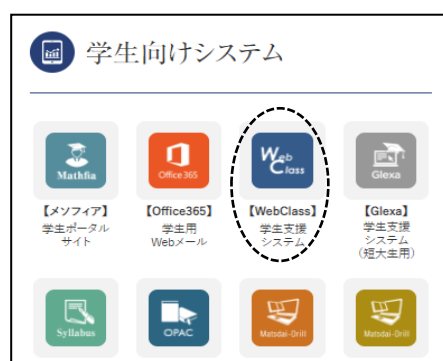 学生向けシステム
Mathfia
Office 365
Web Class
Glexa
【メソフィア】
学生ポータル
サイト
【Office365】
学生用
Webメール
【WebClass】
学生支援
システム
【Glexa】
学生支援
システム
(短大生用)
Syllabus
OPAC
Matsdai-Drill
Matsdai-Drill